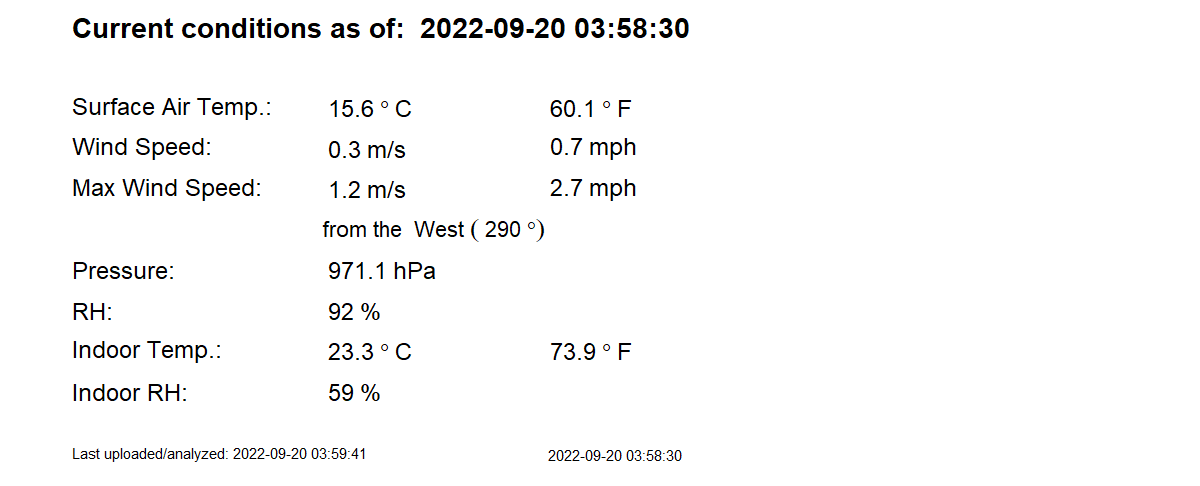 Current conditions as of:  2022-09-20 03:58:30
Surface Air Temp.: 15.6 ° C 60.1 ° F
Wind Speed: 0.3 m/s 0.7 mph
Max Wind Speed: 1.2 m/s 2.7 mph
from the  West ( 290 °)
Pressure: 971.1 hPa
RH: 92 %
Indoor Temp.: 23.3 ° C 73.9 ° F
Indoor RH: 59 %
Last uploaded/analyzed: 2022-09-20 03:59:41 2022-09-20 03:58:30